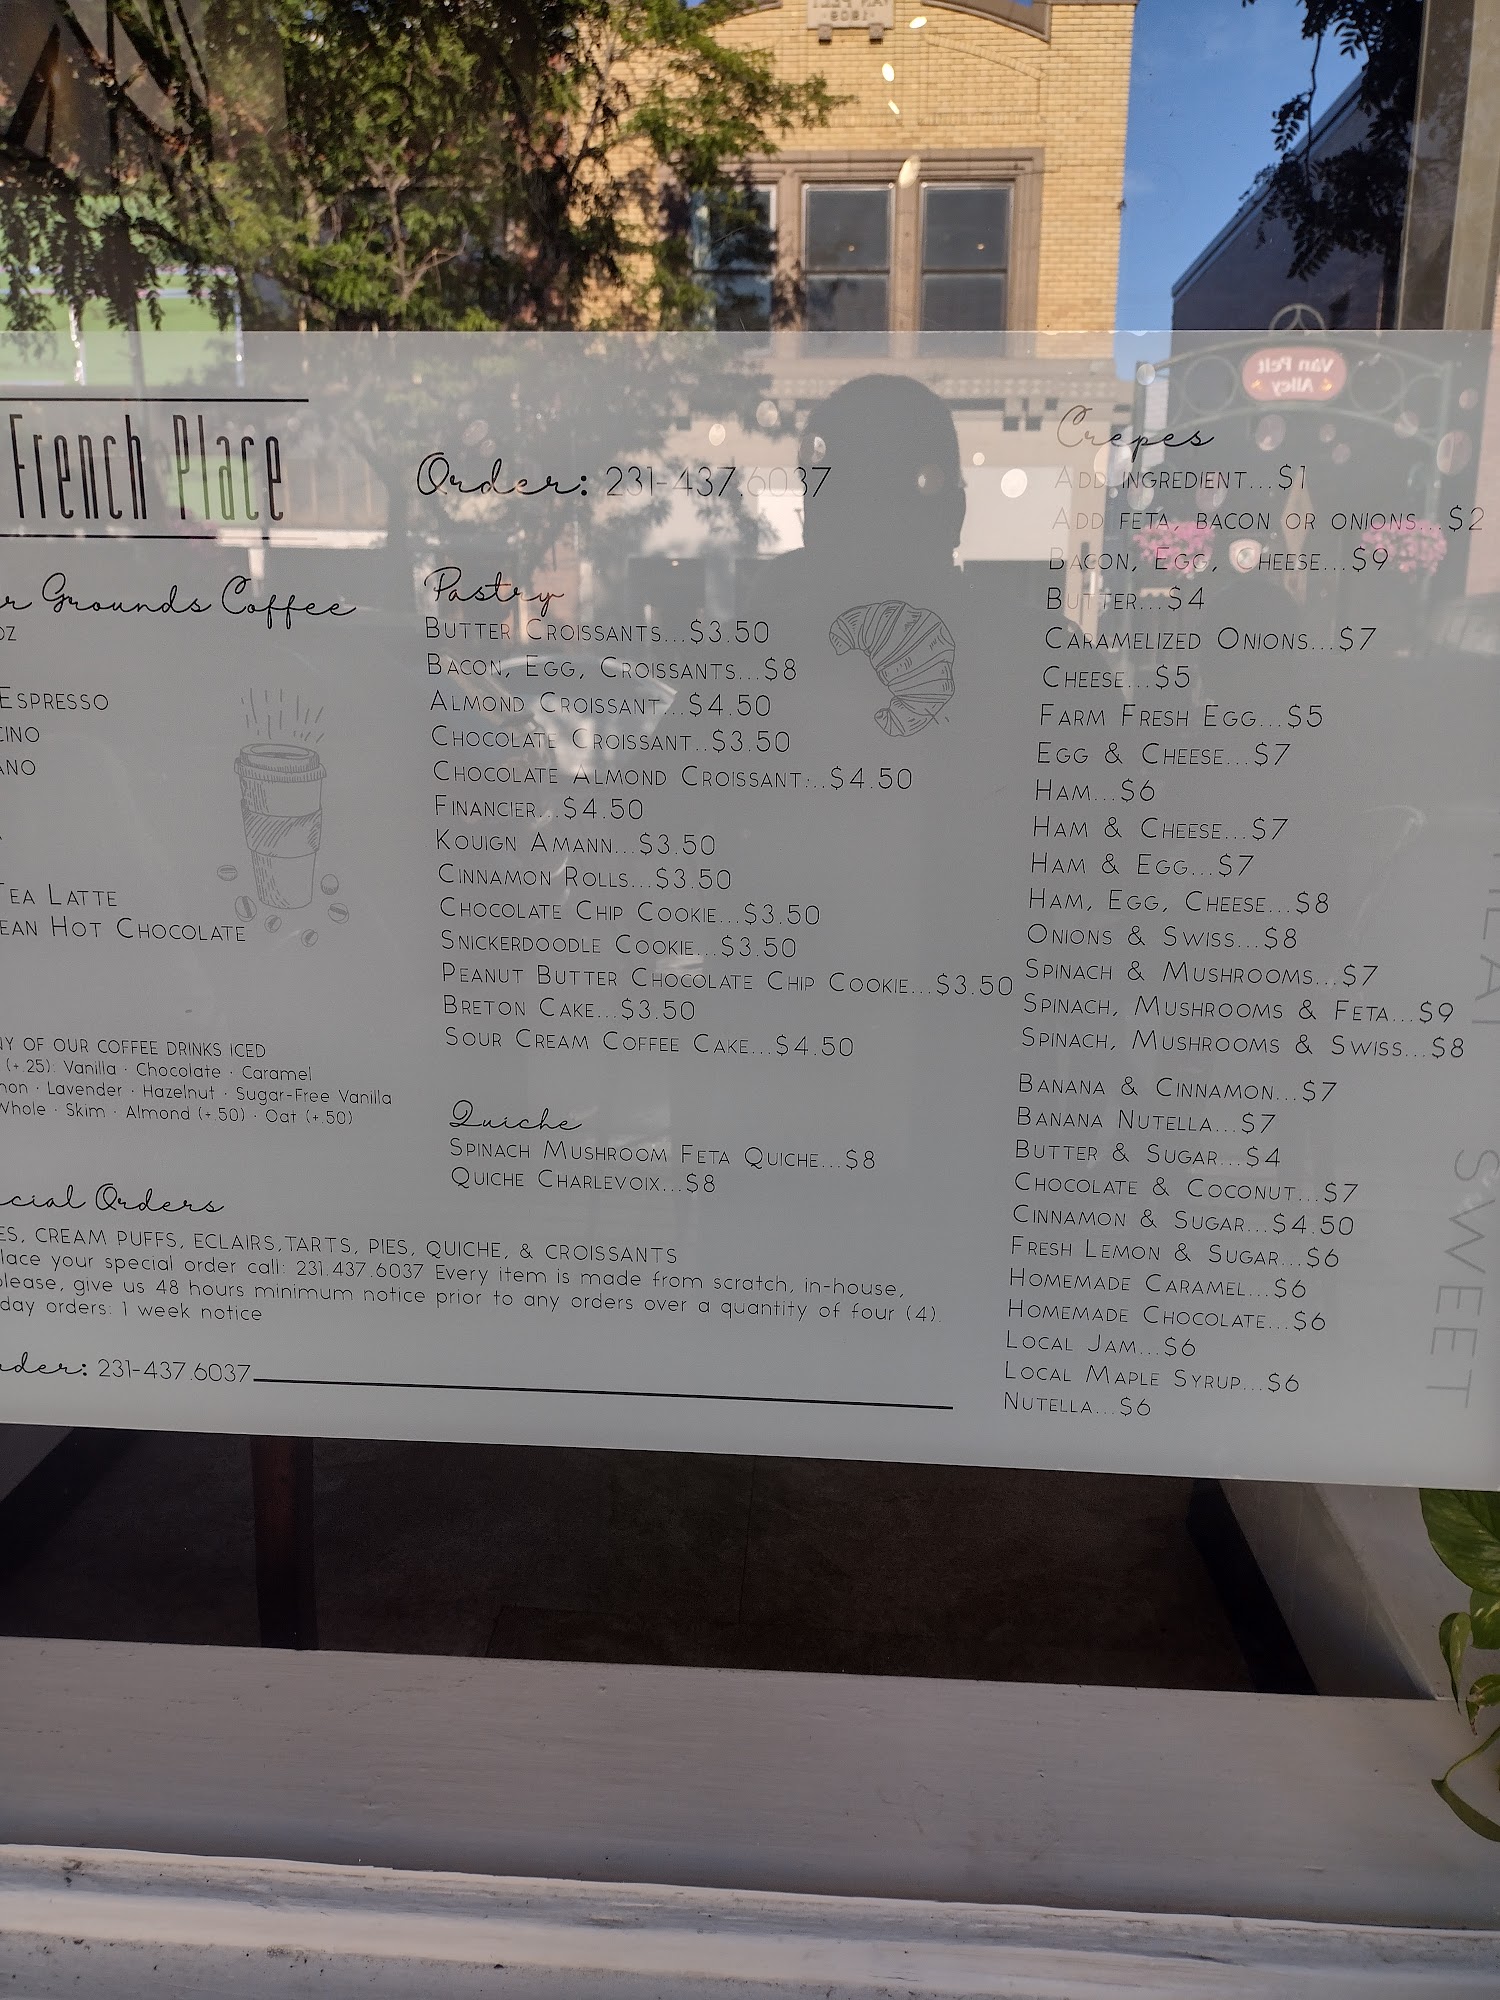 French Place
Grounds Coffee
OZ
ESPRESSO
TEA LATTE
HOT CHOCOLATE
OF OUR COFFEE DRINKS ICED
(+.25): Vanilla · Chocolate · Caramel
Lavender · Hazelnut · Sugar-Free Vanilla
Whole · Skim · Almond (+.50) · Oat (+.50)
Orders
CREAM PUFFS, ECLAIRS, TARTS, PIES, QUICHE, & CROISSANTS
your special order call: 231.437.6037 Every item is made from scratch, in-house,
please, give us 48 hours minimum notice prior to any orders over a quantity of four (4).
day orders: 1 week notice
231-437.6037
Order: 231-437.6037
Pastry
BUTTER CROISSANTS...$3.50
BACON, EGG, CROISSANTS...$8
ALMOND CROISSANT...$4.50
CHOCOLATE CROISSANT..$3.50
CHOCOLATE ALMOND CROISSANT...$4.50
FINANCIER...$4.50
KOUIGN AMANN...$3.50
CINNAMON ROLLS...$3.50
CHOCOLATE CHIP COOKIE...$3.50
SNICKERDOODLE COOKIE...$3.50
PEANUT BUTTER CHOCOLATE CHIP COOKIE...$3.50
BRETON CAKE...$3.50
SOUR CREAM COFFEE CAKE...$4.50
Quiche
SPINACH MUSHROOM FETA QUICHE...$8
QUICHE CHARLEVOIX...$8
Crepes
ADD INGREDIENT...$1
ADD FETA, BACON OR ONIONS...$2
BACON, EGG, CHEESE...$9
BUTTER...$4
CARAMELIZED ONIONS...$7
CHEESE...$5
FARM FRESH EGG...$5
EGG & CHEESE...$7
HAM...$6
HAM & CHEESE...$7
HAM & EGG...$7
HAM, EGG, CHEESE...$8
ONIONS & SWISS...$8
SPINACH & MUSHROOMS...$7
SPINACH, MUSHROOMS & FETA...$9
SPINACH, MUSHROOMS & SWISS...$8
BANANA & CINNAMON...$7
BANANA NUTELLA...$7
BUTTER & SUGAR...$4
CHOCOLATE & COCONUT...$7
CINNAMON & SUGAR...$4.50
FRESH LEMON & SUGAR...$6
HOMEMADE CARAMEL...$6
HOMEMADE CHOCOLATE...$6
LOCAL JAM...$6
LOCAL MAPLE SYRUP...$6
NUTELLA...$6
SWEET
Van Pelt
Alley